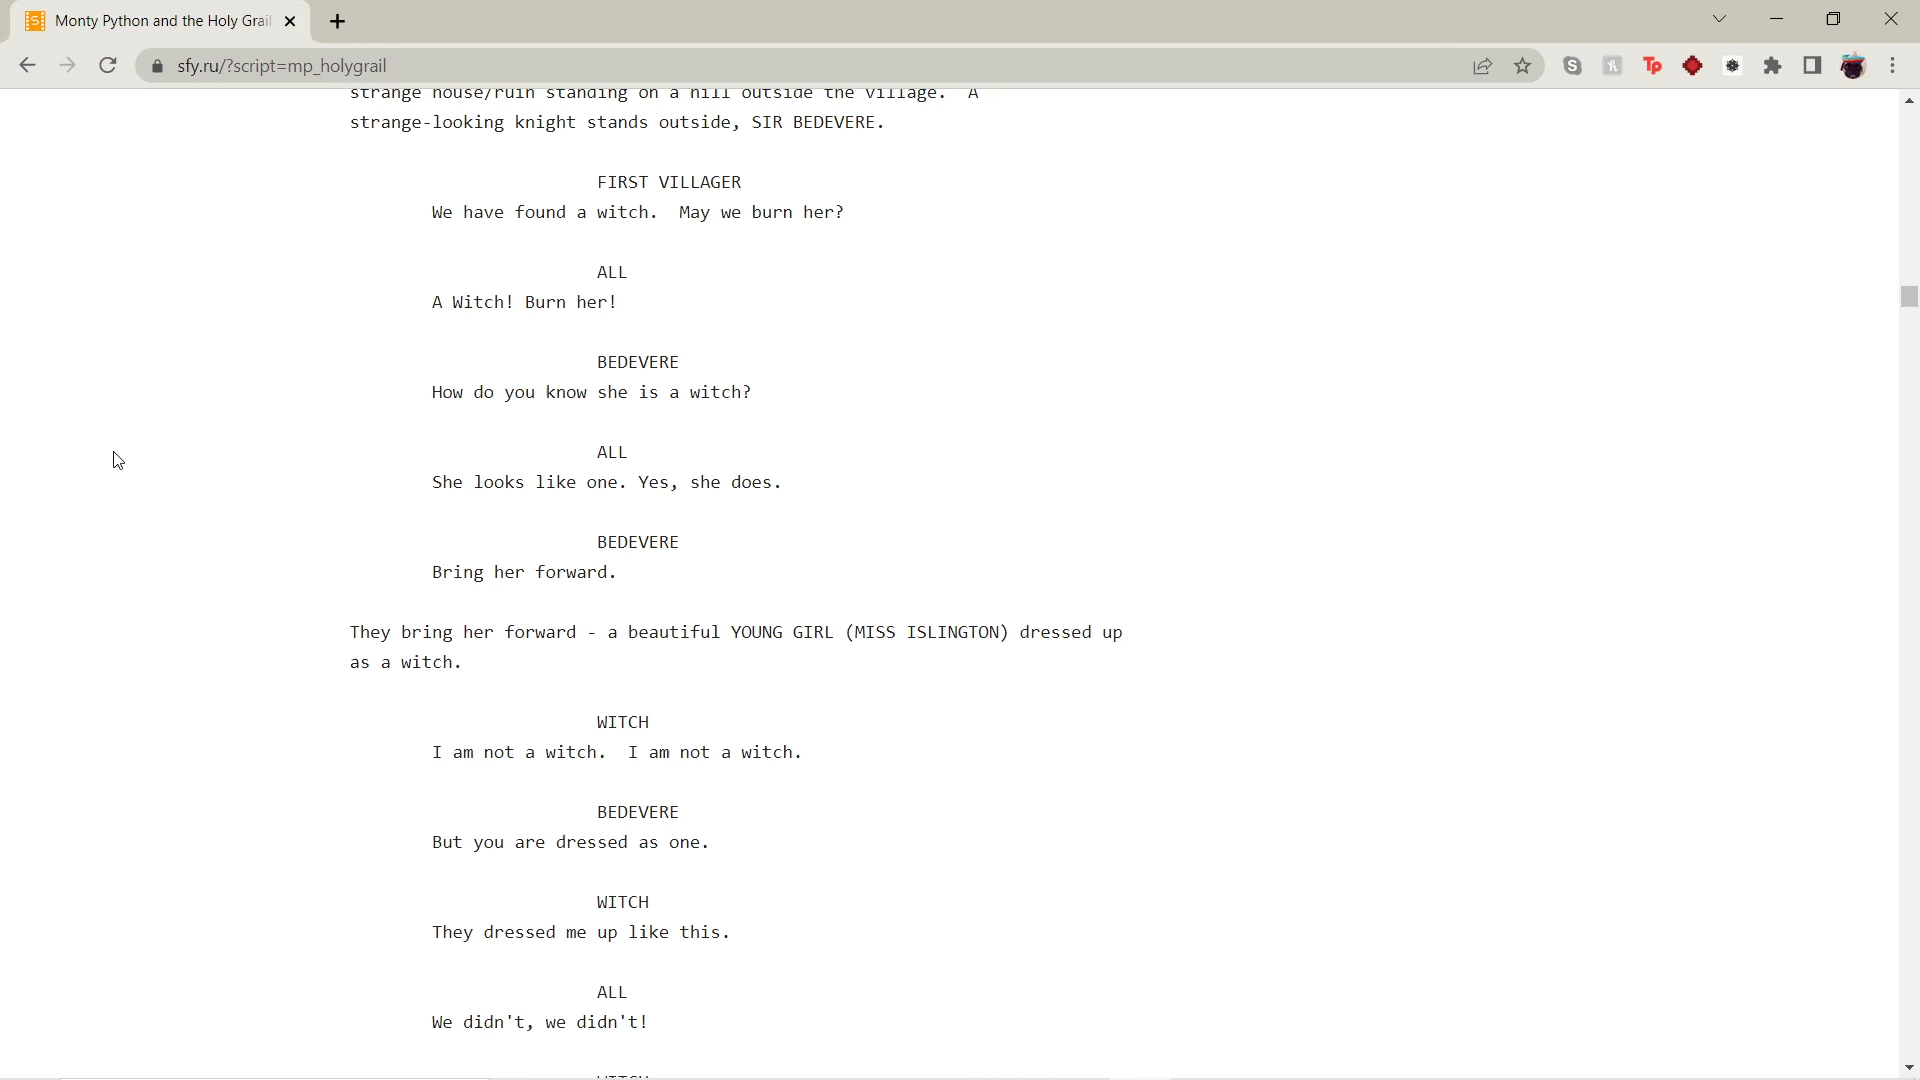 Monty Python and the Holy Grail
sfy.ru/?script=mp_holygrail
Tp
strange house/ruin standing on a hill outside the village.  A
strange-looking knight stands outside, SIR BEDEVERE.
FIRST VILLAGER
We have found a witch.  May we burn her?
ALL
A Witch! Burn her!
BEDEVERE
How do you know she is a witch?
ALL
She looks like one. Yes, she does.
BEDEVERE
Bring her forward.
They bring her forward - a beautiful YOUNG GIRL (MISS ISLINGTON) dressed up
as a witch.
WITCH
I am not a witch.  I am not a witch.
BEDEVERE
But you are dressed as one.
WITCH
They dressed me up like this.
ALL
We didn't, we didn't!
WITCH